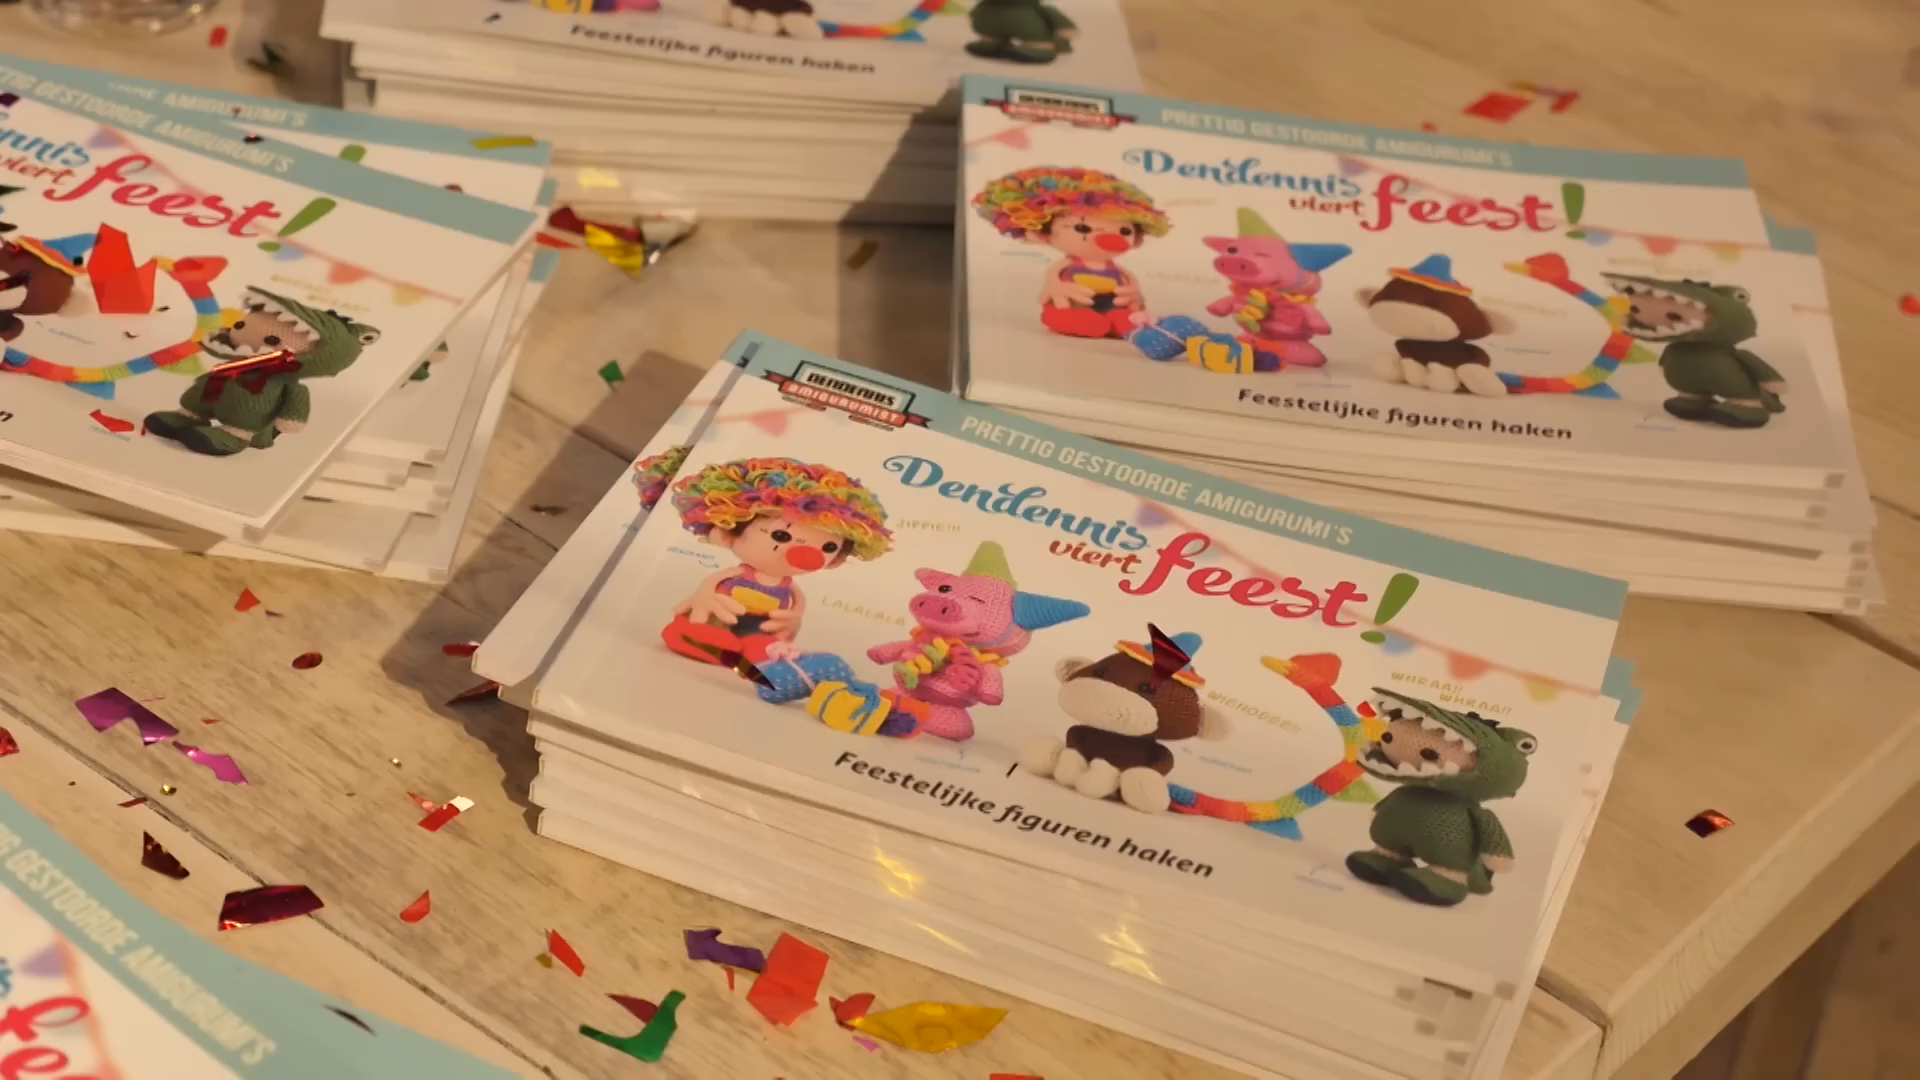 Feestelijke figuren haken
GESTOORDE AMIGURUMI'S
viert feest!
PRETTIG GESTOORDE AMIGURUMI'S
Dendennis
viert feest!
Feestelijke figuren haken
DENDENNIS
AMIGURUMIST
PRETTIG GESTOORDE AMIGURUMI'S
Dendennis
viert feest!
JIPPIE!!!
LALALALA
WHRAA!!
WHRAA!!
Feestelijke figuren haken
GESTOORDE AMIGURUMI'S